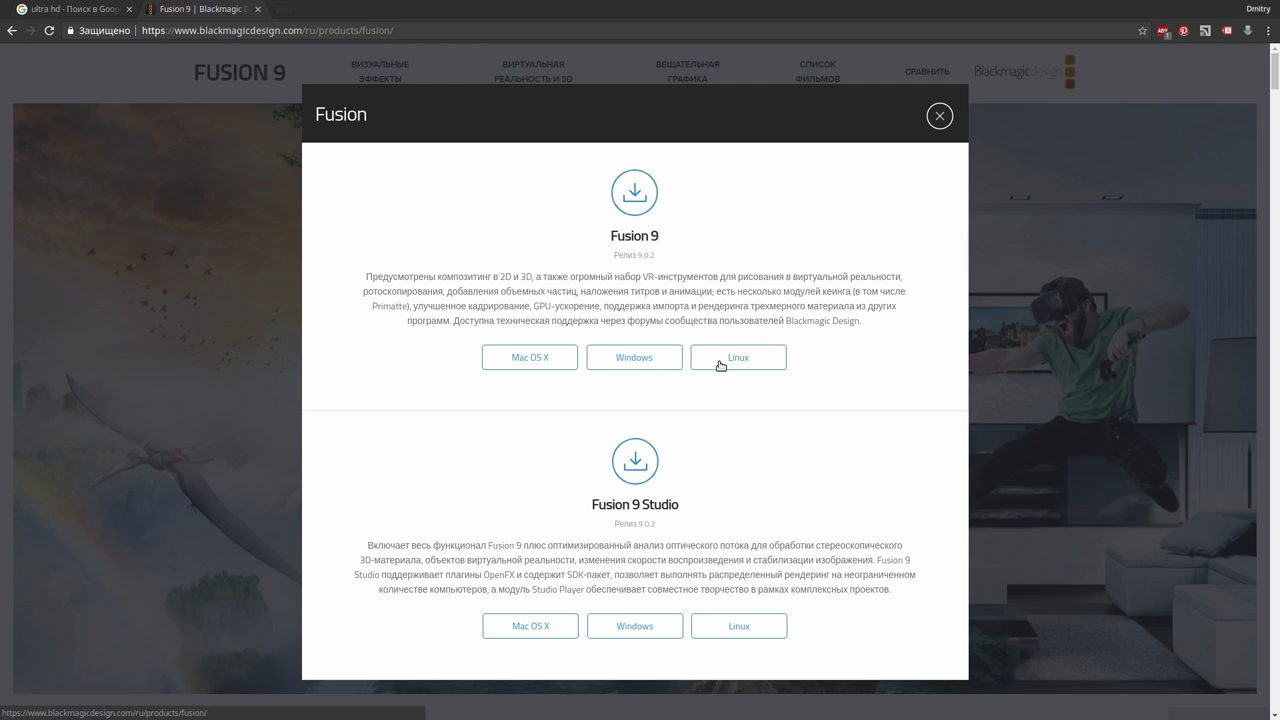 ultra hd - Поиск в Goog
Fusion 9 | Blackmagic D
Dmitry
Защищено
https://www.blackmagicdesign.com/ru/products/fusion/
FUSION 9
ВИЗУАЛЬНЫЕ
ЭФФЕКТЫ
ВИРТУАЛЬНАЯ
РЕАЛЬНОСТЬ И 3D
ВЕЩАТЕЛЬНАЯ
ГРАФИКА
СПИСОК
ФИЛЬМОВ
СРАВНИТЬ
Blackmagicdesign
Fusion
Fusion 9
Релиз 9.0.2
Предусмотрены композитинг в 2D и 3D, а также огромный набор VR-инструментов для рисования в виртуальной реальности,
ротоскопирования, добавления объемных частиц, наложения титров и анимации; есть несколько модулей кеинга (в том числе
Primatte), улучшенное кадрирование, GPU-ускорение, поддержка импорта и рендеринга трехмерного материала из других
программ. Доступна техническая поддержка через форумы сообщества пользователей Blackmagic Design.
Mac OS X
Windows
Linux
Fusion 9 Studio
Релиз 9.0.2
Включает весь функционал Fusion 9 плюс оптимизированный анализ оптического потока для обработки стереоскопического
3D-материала, объектов виртуальной реальности, изменения скорости воспроизведения и стабилизации изображения. Fusion 9
Studio поддерживает плагины OpenFX и содержит SDK-пакет, позволяет выполнять распределенный рендеринг на неограниченном
количестве компьютеров, а модуль Studio Player обеспечивает совместное творчество в рамках комплексных проектов.
Mac OS X
Windows
Linux
https://www.blackmagicdesign.com/ru/products/fusion/